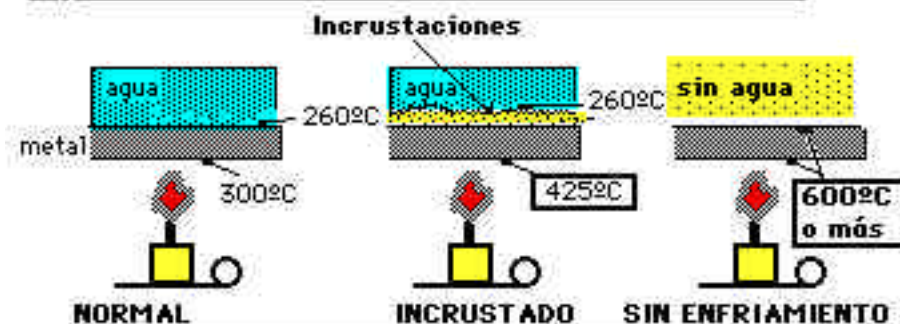 Incrustaciones
agua
260ºC
metal
300ºC
NORMAL
agua
260ºC
425ºC
INCRUSTADO
sin agua
600ºC
o más
SIN ENFRIAMIENTO